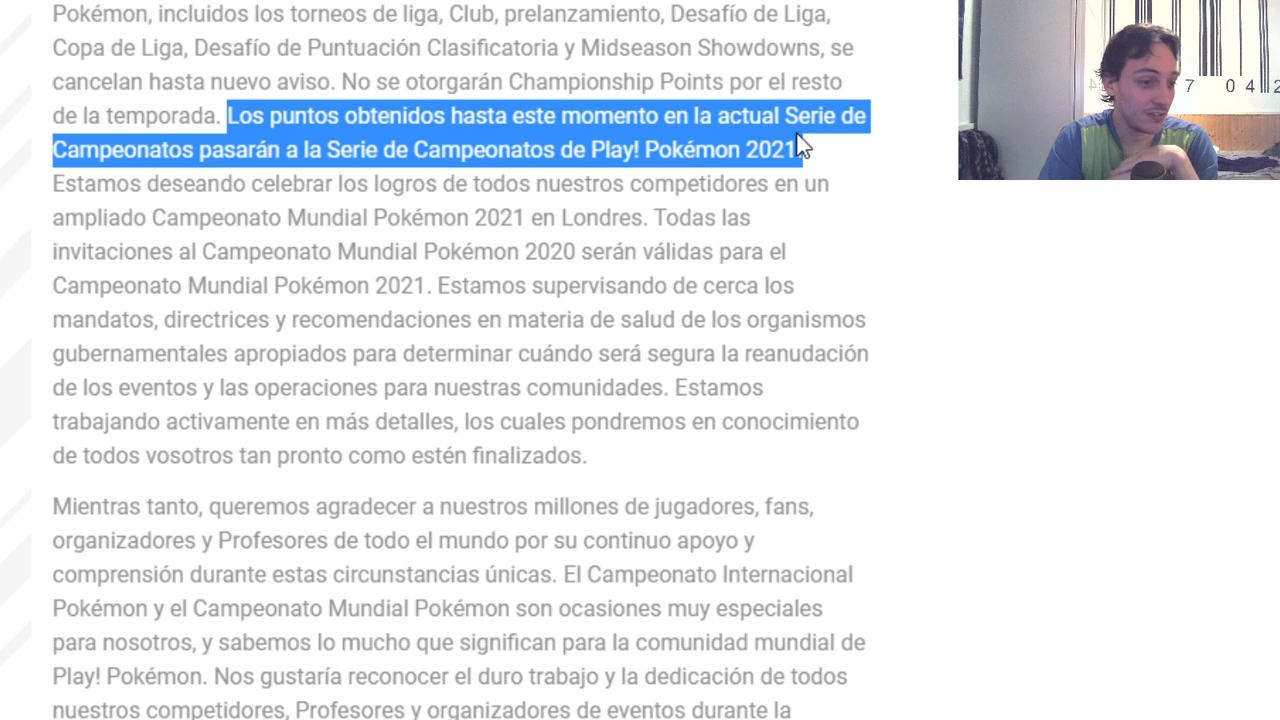 Pokémon, incluidos los torneos de liga, Club, prelanzamiento, Desafío de Liga,
Copa de Liga, Desafío de Puntuación Clasificatoria y Midseason Showdowns, se
cancelan hasta nuevo aviso. No se otorgarán Championship Points por el resto
de la temporada. Los puntos obtenidos hasta este momento en la actual Serie de
Campeonatos pasarán a la Serie de Campeonatos de Play! Pokémon 2021
Estamos deseando celebrar los logros de todos nuestros competidores en un
ampliado Campeonato Mundial Pokémon 2021 en Londres. Todas las
invitaciones al Campeonato Mundial Pokémon 2020 serán válidas para el
Campeonato Mundial Pokémon 2021. Estamos supervisando de cerca los
mandatos, directrices y recomendaciones en materia de salud de los organismos
gubernamentales apropiados para determinar cuándo será segura la reanudación
de los eventos y las operaciones para nuestras comunidades. Estamos
trabajando activamente en más detalles, los cuales pondremos en conocimiento
de todos vosotros tan pronto como estén finalizados.
Mientras tanto, queremos agradecer a nuestros millones de jugadores, fans,
organizadores y Profesores de todo el mundo por su continuo apoyo y
comprensión durante estas circunstancias únicas. El Campeonato Internacional
Pokémon y el Campeonato Mundial Pokémon son ocasiones muy especiales
para nosotros, y sabemos lo mucho que significan para la comunidad mundial de
Play! Pokémon. Nos gustaría reconocer el duro trabajo y la dedicación de todos
nuestros competidores, Profesores y organizadores de eventos durante la
7 0 4 2